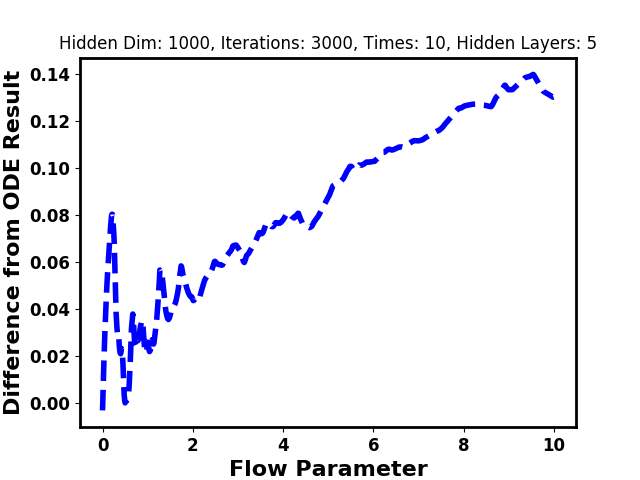 Hidden Dim: 1000, Iterations: 3000, Times: 10, Hidden Layers: 5
Difference from ODE Result
0.14
0.12
0.10
0.08
0.06
0.04
0.02
0.00
0 2 4 6 8 10
Flow Parameter